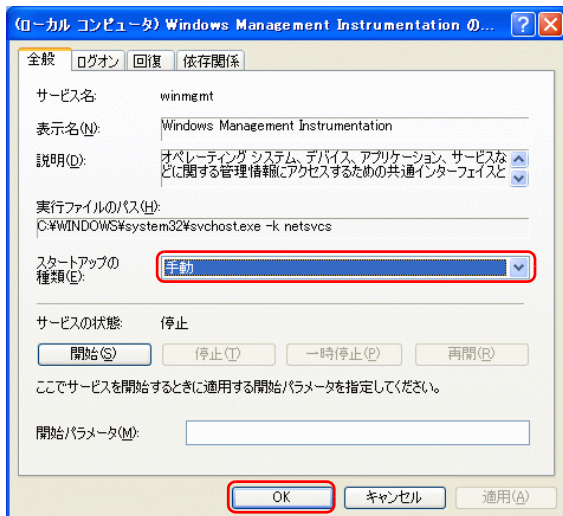 (ローカル コンピュータ) Windows Management Instrumentation の...
全般 ログオン 回復 依存関係
サービス名: winmgmt
表示名(N): Windows Management Instrumentation
説明(D): オペレーティング システム、デバイス、アプリケーション、サービスな
どに関する管理情報にアクセスするための共通インターフェイスと
実行ファイルのパス(H):
C:¥WINDOWS¥system32¥svchost.exe -k netsvcs
スタートアップの
種類(E): 手動
サービスの状態: 停止
開始(S) 停止(T) 一時停止(P) 再開(R)
ここでサービスを開始するときに適用する開始パラメータを指定してください。
開始パラメータ(M):
OK キャンセル 適用(A)